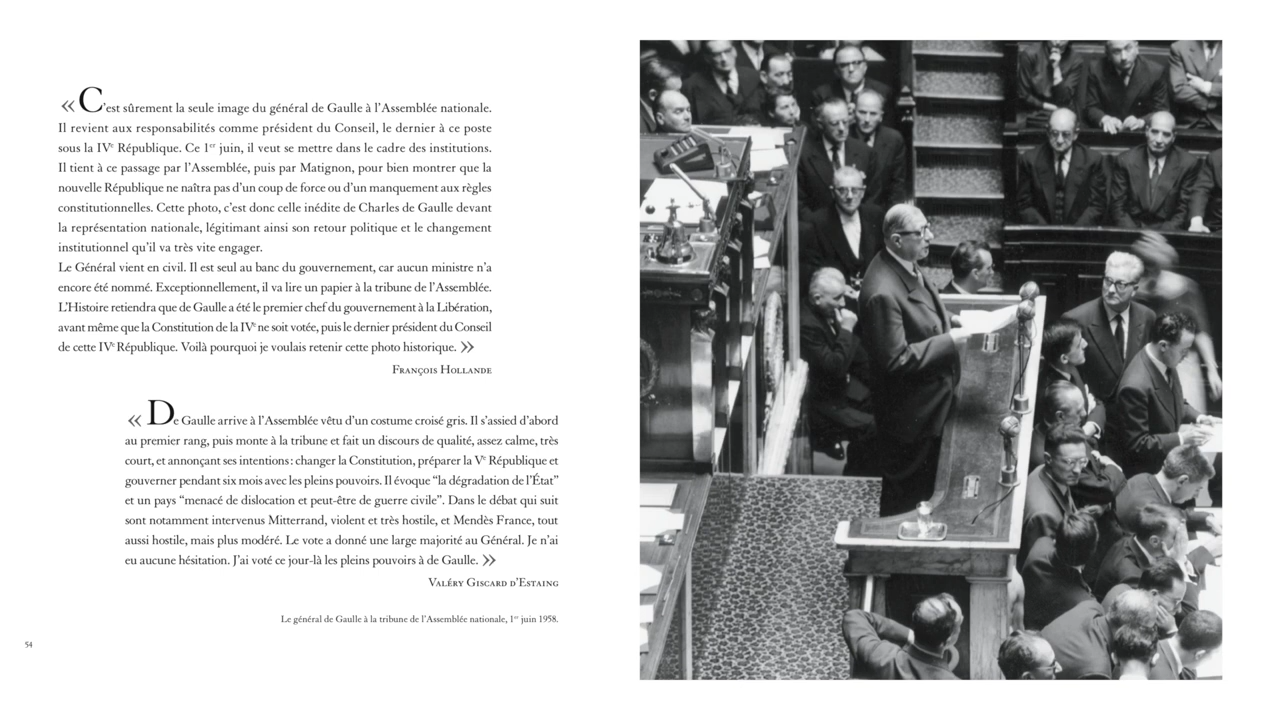 « C'est sûrement la seule image du général de Gaulle à l'Assemblée nationale.
Il revient aux responsabilités comme président du Conseil, le dernier à ce poste
sous la IVe République. Ce 1er juin, il veut se mettre dans le cadre des institutions.
Il tient à ce passage par l'Assemblée, puis par Matignon, pour bien montrer que la
nouvelle République ne naîtra pas d'un coup de force ou d'un manquement aux règles
constitutionnelles. Cette photo, c'est donc celle inédite de Charles de Gaulle devant
la représentation nationale, légitimant ainsi son retour politique et le changement
institutionnel qu'il va très vite engager.
Le Général vient en civil. Il est seul au banc du gouvernement, car aucun ministre n'a
encore été nommé. Exceptionnellement, il va lire un papier à la tribune de l'Assemblée.
L'Histoire retiendra que de Gaulle a été le premier chef du gouvernement à la Libération,
avant même que la Constitution de la IVe ne soit votée, puis le dernier président du Conseil
de cette IVe République. Voilà pourquoi je voulais retenir cette photo historique. »
François Hollande
« De Gaulle arrive à l'Assemblée vêtu d'un costume croisé gris. Il s'assied d'abord
au premier rang, puis monte à la tribune et fait un discours de qualité, assez calme, très
court, et annonçant ses intentions : changer la Constitution, préparer la Ve République et
gouverner pendant six mois avec les pleins pouvoirs. Il évoque "la dégradation de l'État"
et un pays "menacé de dislocation et peut-être de guerre civile". Dans le débat qui suit
sont notamment intervenus Mitterrand, violent et très hostile, et Mendès France, tout
aussi hostile, mais plus modéré. Le vote a donné une large majorité au Général. Je n'ai
eu aucune hésitation. J'ai voté ce jour-là les pleins pouvoirs à de Gaulle. »
Valéry Giscard d'Estaing
Le général de Gaulle à la tribune de l'Assemblée nationale, 1er juin 1958.
54